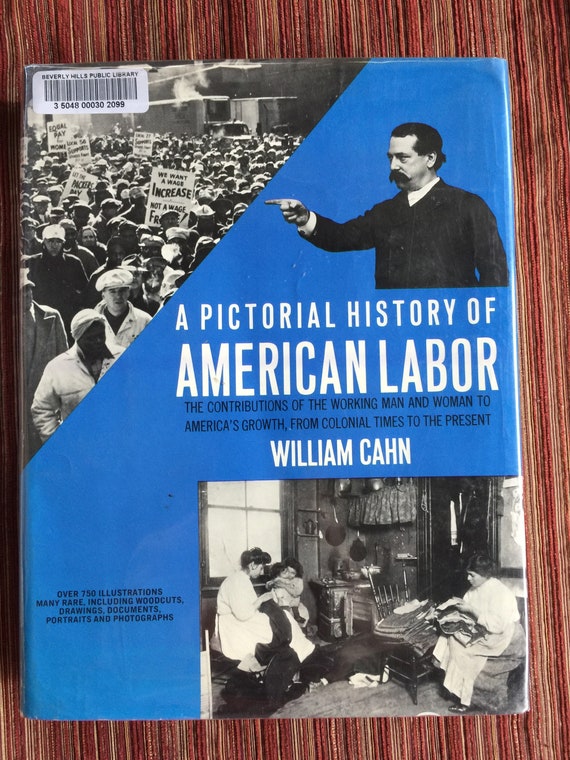 BEVERLY HILLS PUBLIC LIBRARY
3 5048 00030 2099
EQUAL
PAY
WE WANT
A WAGE
INCREASE
NOT A WAGE
A PICTORIAL HISTORY OF
AMERICAN LABOR
THE CONTRIBUTIONS OF THE WORKING MAN AND WOMAN TO
AMERICA'S GROWTH, FROM COLONIAL TIMES TO THE PRESENT
WILLIAM CAHN
OVER 750 ILLUSTRATIONS
MANY RARE, INCLUDING WOODCUTS,
DRAWINGS, DOCUMENTS,
PORTRAITS AND PHOTOGRAPHS